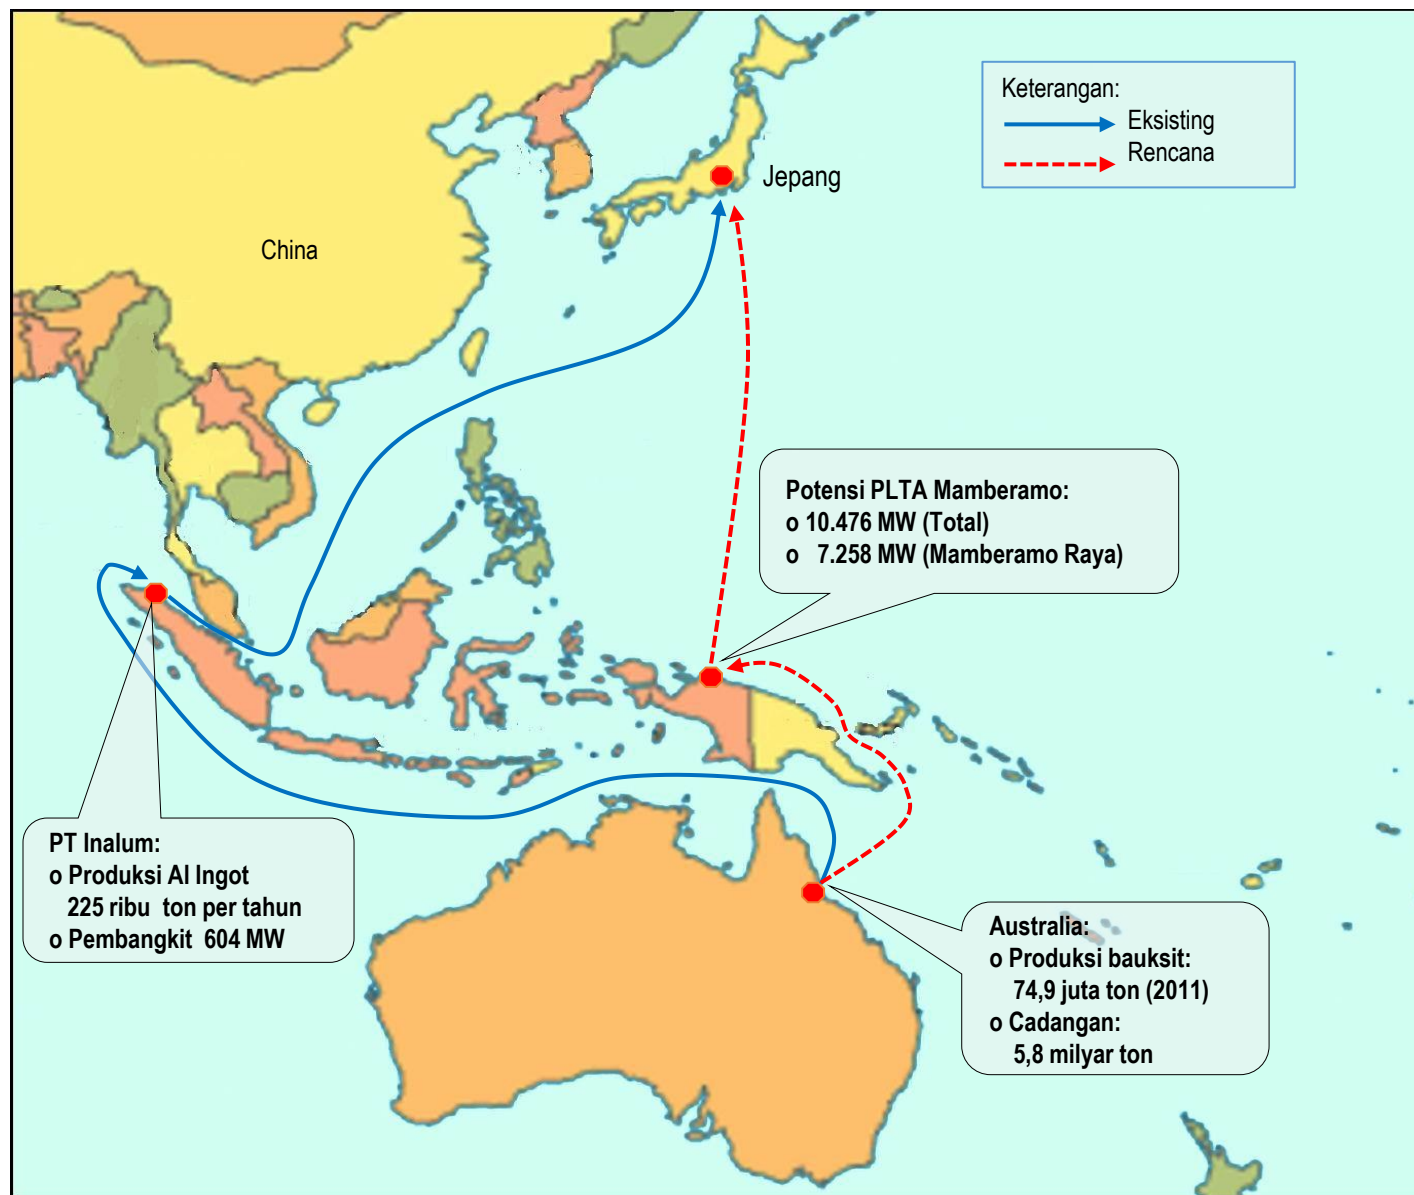 Keterangan:
Eksisting
Rencana
Jepang
China
Potensi PLTA Mamberamo:
o 10.476 MW (Total)
o 7.258 MW (Mamberamo Raya)
PT Inalum:
o Produksi Al Ingot
225 ribu ton per tahun
o Pembangkit 604 MW
Australia:
o Produksi bauksit:
74,9 juta ton (2011)
o Cadangan:
5,8 milyar ton